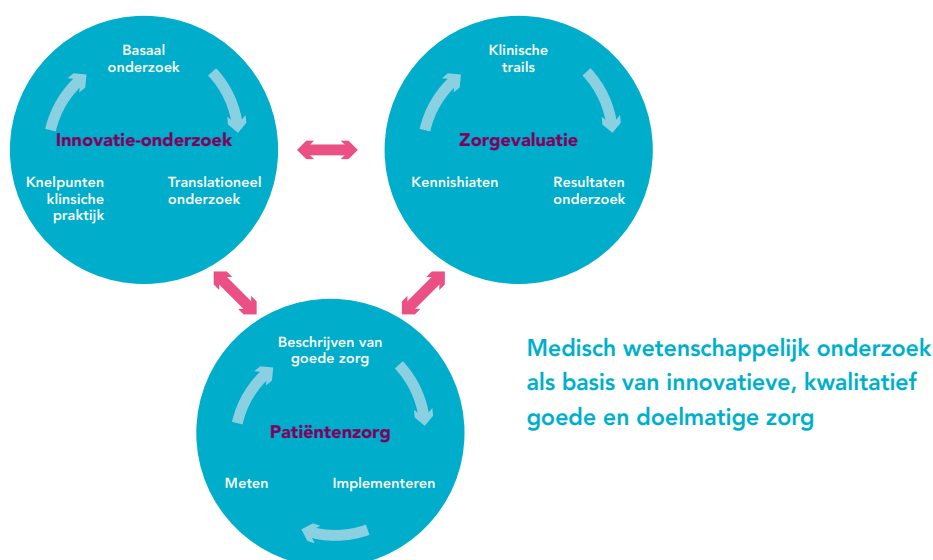 Basaal
onderzoek
Innovatie-onderzoek
Knelpunten
klinsiche
praktijk
Translationeel
onderzoek
Klinische
trails
Zorgevaluatie
Kennishiaten
Resultaten
onderzoek
Beschrijven van
goede zorg
Patiëntenzorg
Meten
Implementeren
Medisch wetenschappelijk onderzoek
als basis van innovatieve, kwalitatief
goede en doelmatige zorg